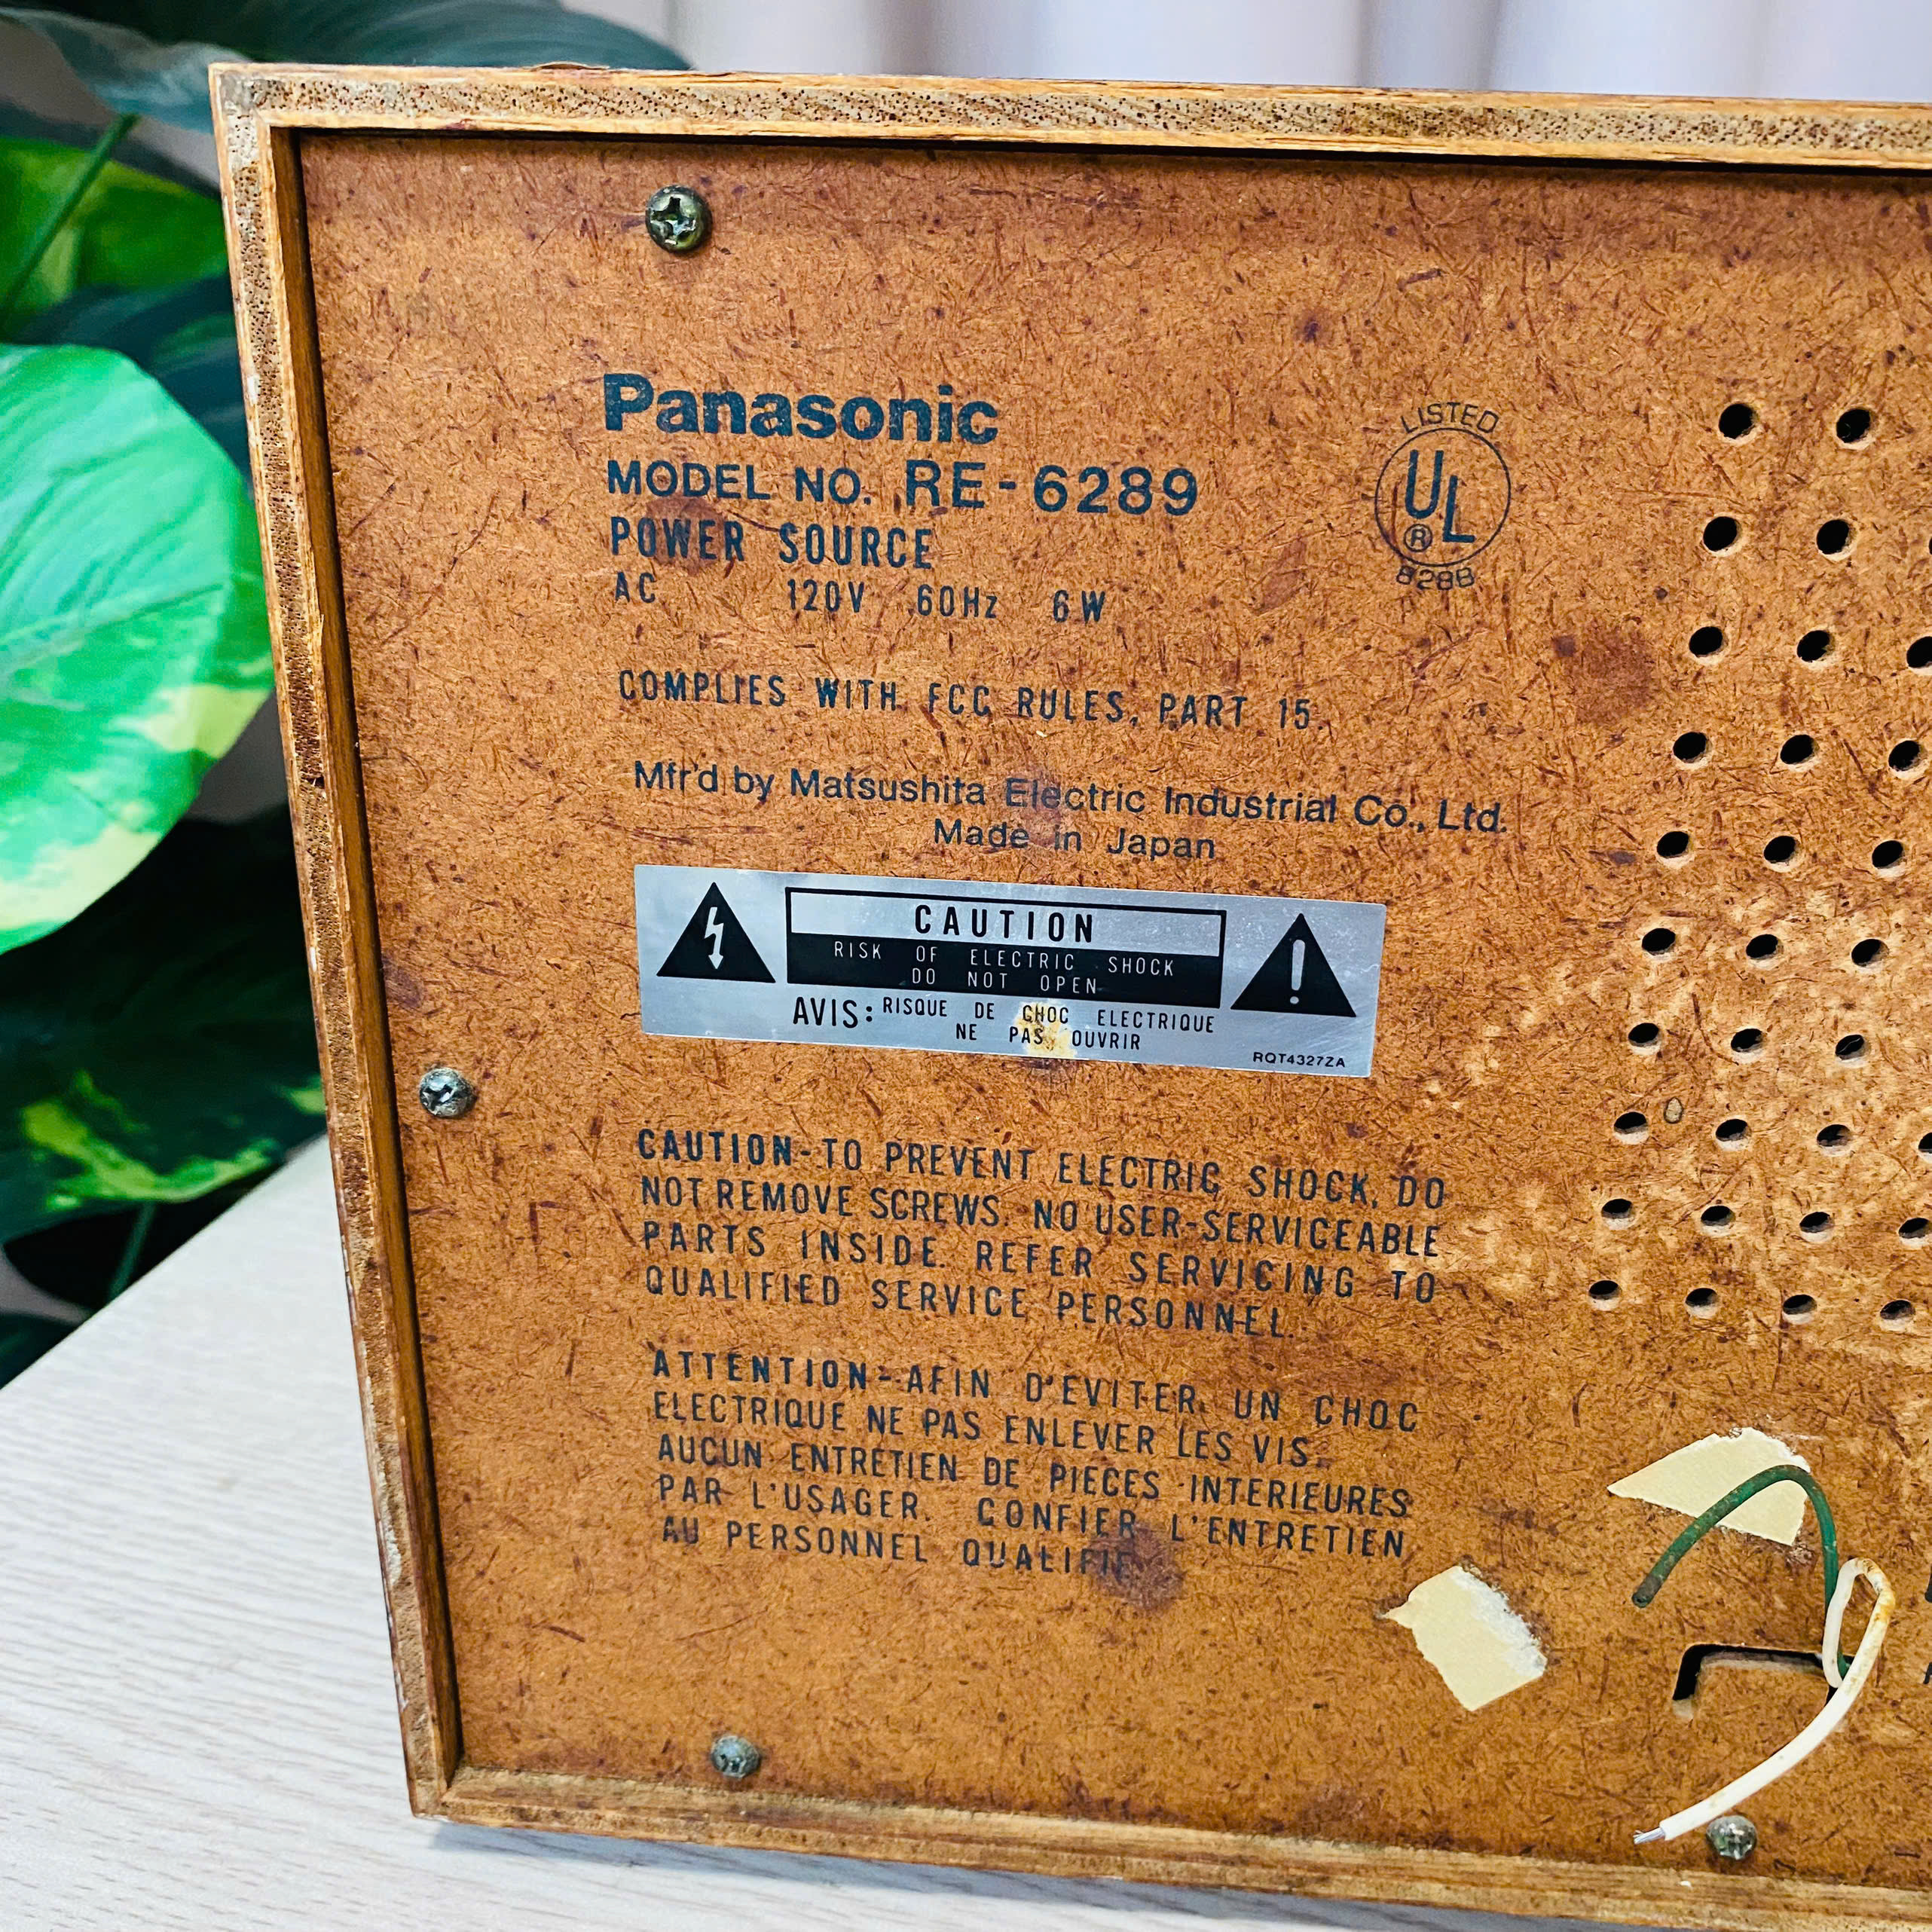 Panasonic
MODEL NO. RE-6289
POWER SOURCE
AC 120V 60Hz 6W
LISTED
UL
®
828B
COMPLIES WITH FCC RULES, PART 15.
Mfr'd by Matsushita Electric Industrial Co., Ltd.
Made in Japan
CAUTION
RISK OF ELECTRIC SHOCK
DO NOT OPEN
AVIS: RISQUE DE CHOC ELECTRIQUE
NE PAS OUVRIR
RQT4327ZA
CAUTION-TO PREVENT ELECTRIC SHOCK, DO
NOT REMOVE SCREWS. NO USER-SERVICEABLE
PARTS INSIDE. REFER SERVICING TO
QUALIFIED SERVICE PERSONNEL.
ATTENTION-AFIN D'EVITER UN CHOC
ELECTRIQUE NE PAS ENLEVER LES VIS.
AUCUN ENTRETIEN DE PIECES INTERIEURES
PAR L'USAGER. CONFIER L'ENTRETIEN
AU PERSONNEL QUALIFIE.